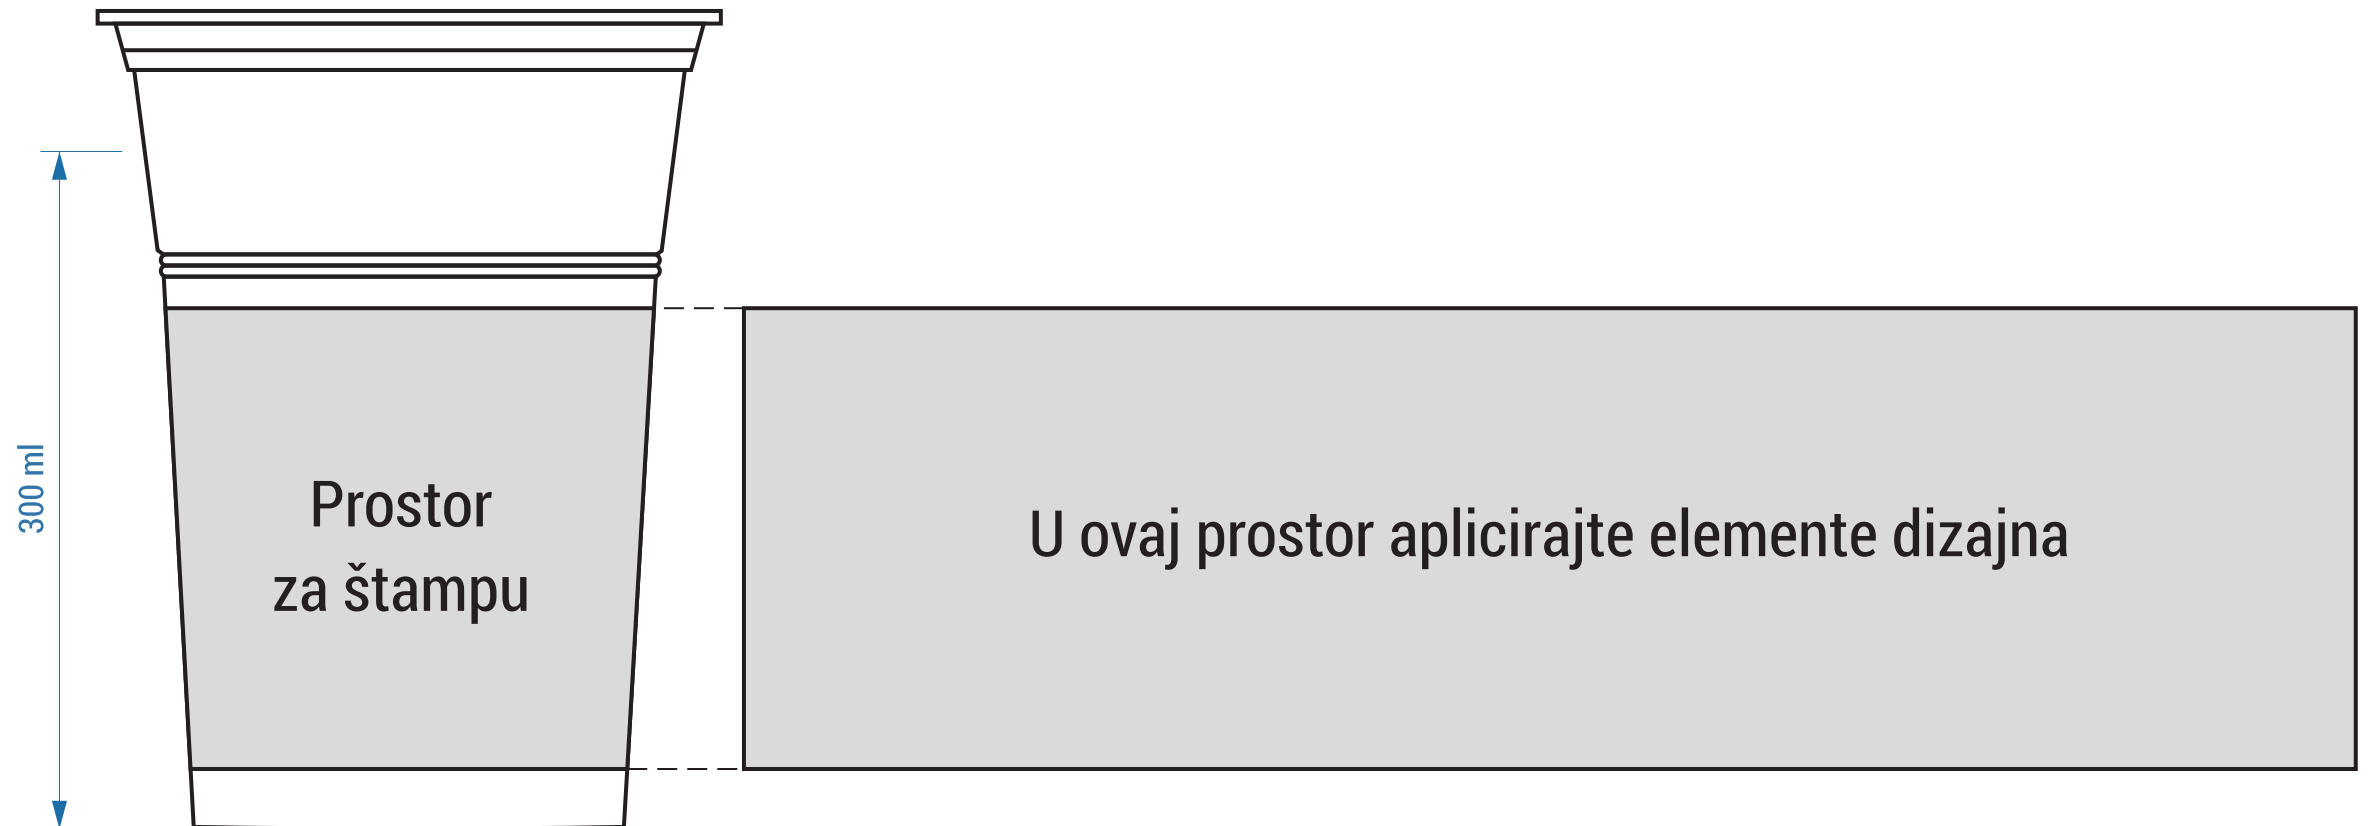 300 ml
Prostor
za štampu
U ovaj prostor aplicirajte elemente dizajna